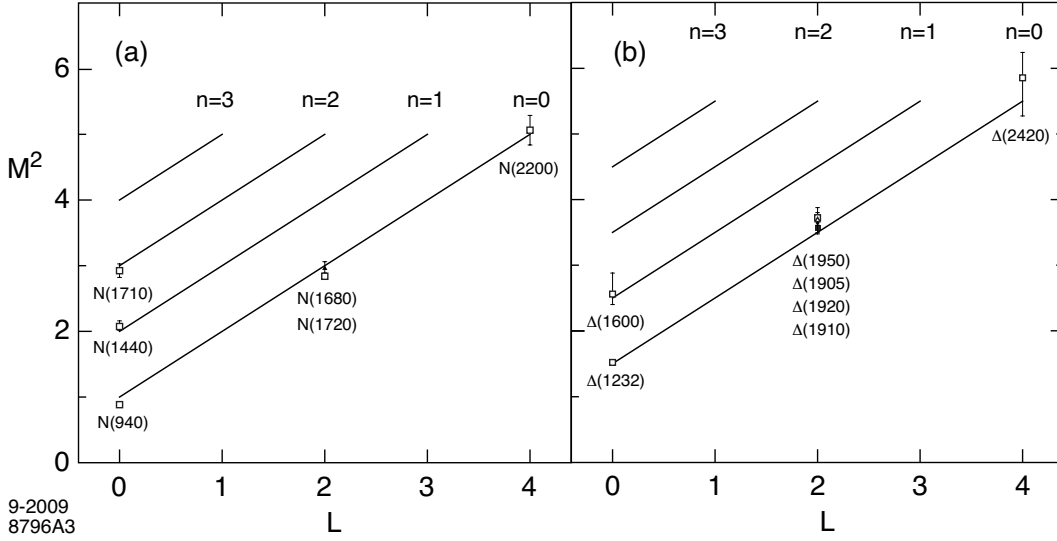 (a)
n=3 n=2 n=1 n=0
6
4
2
0
M²
N(2200)
N(1710)
N(1680)
N(1720)
N(1440)
N(940)
0 1 2 3 4
L
(b)
n=3 n=2 n=1 n=0
Δ(2420)
Δ(1950)
Δ(1905)
Δ(1920)
Δ(1910)
Δ(1600)
Δ(1232)
0 1 2 3 4
L
9-2009
8796A3